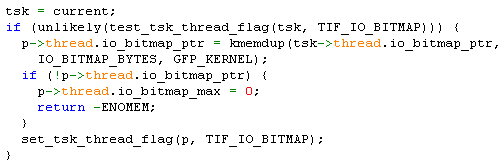 tsk = current;
if (unlikely(test_tsk_thread_flag(tsk, TIF_IO_BITMAP))) {
  p->thread.io_bitmap_ptr = kmemdup(tsk->thread.io_bitmap_ptr,
    IO_BITMAP_BYTES, GFP_KERNEL);
  if (!p->thread.io_bitmap_ptr) {
    p->thread.io_bitmap_max = 0;
    return -ENOMEM;
  }
  set_tsk_thread_flag(p, TIF_IO_BITMAP);
}